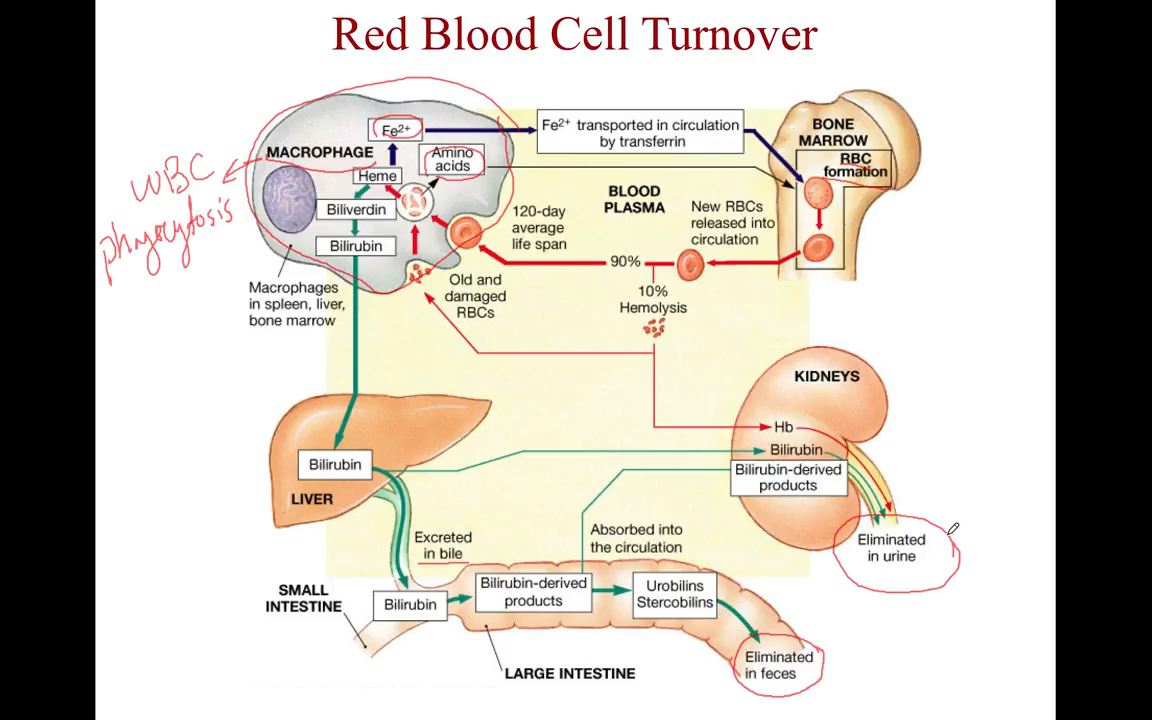 Red Blood Cell Turnover
Fe2+
MACROPHAGE
Amino
acids
Heme
Biliverdin
Bilirubin
WBC
phagocytosis
Macrophages
in spleen, liver,
bone marrow
Old and
damaged
RBCs
120-day
average
life span
Fe2+ transported in circulation
by transferrin
BLOOD
PLASMA
New RBCs
released into
circulation
90%
10%
Hemolysis
BONE
MARROW
RBC
formation
KIDNEYS
Hb
Bilirubin
Bilirubin-derived
products
Eliminated
in urine
Bilirubin
LIVER
Excreted
in bile
Absorbed into
the circulation
SMALL
INTESTINE
Bilirubin
Bilirubin-derived
products
Urobilins
Stercobilins
Eliminated
in feces
LARGE INTESTINE